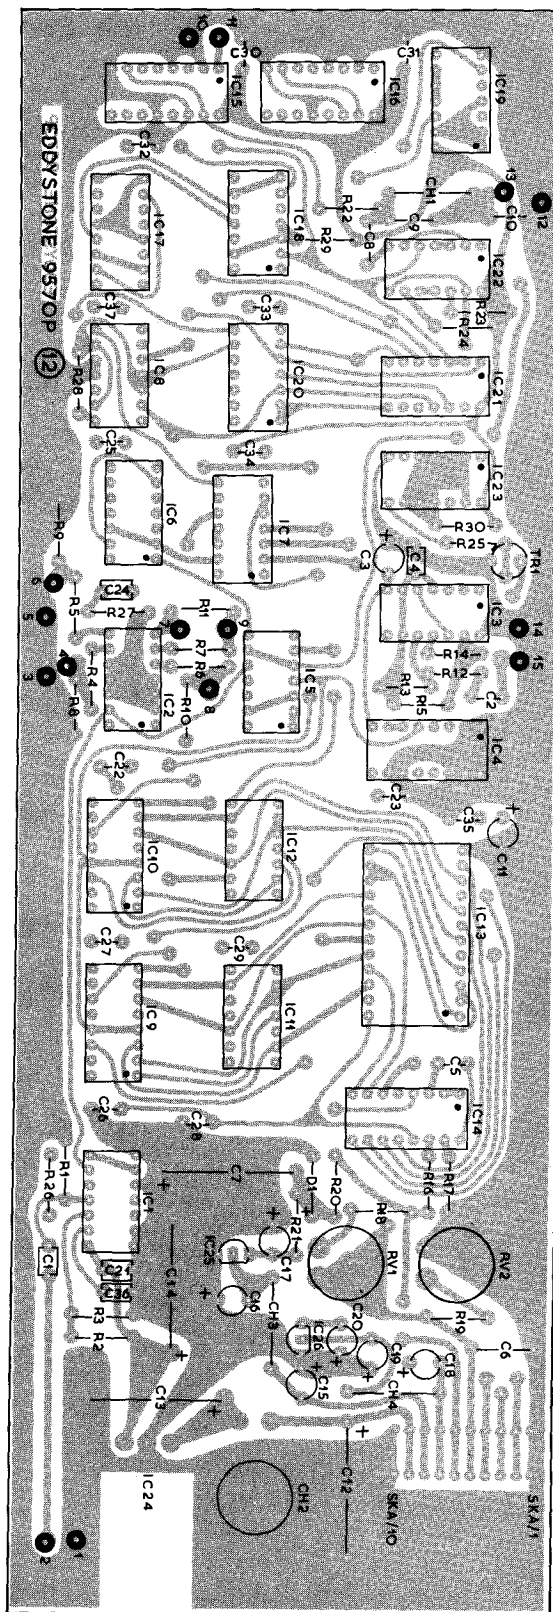 10
11
C30
C31
IC15
IC16
IC19
C32
13
CH1
12
R22
C10
C9
IC17
IC18
R29
C8
IC22
EDDYSTONE 9570P
12
C37
C33
R23
R24
R28
IC8
IC20
IC21
C25
C34
IC23
IC6
IC7
R30
R25
TR1
R9
C3
C4
6
C24
5
R5
R27
R11
IC3
14
7
9
R14
15
4
3
R4
R7
R6
IC5
R12
8
R13
R8
IC2
R10
R15
C2
IC4
C22
C23
C35
C11
IC10
IC12
IC13
C27
C29
IC9
IC11
C5
C26
C28
IC14
R1
R26
IC1
C7
D1
R20
R16
R17
R18
R21
C1
C21
C36
C14
IC25
C17
RV1
RV2
C16
CH3
R3
R2
IC26
C20
R19
C6
C19
C18
C15
CH4
C13
IC24
CH2
C12
SKA/10
SKA/1
2
1